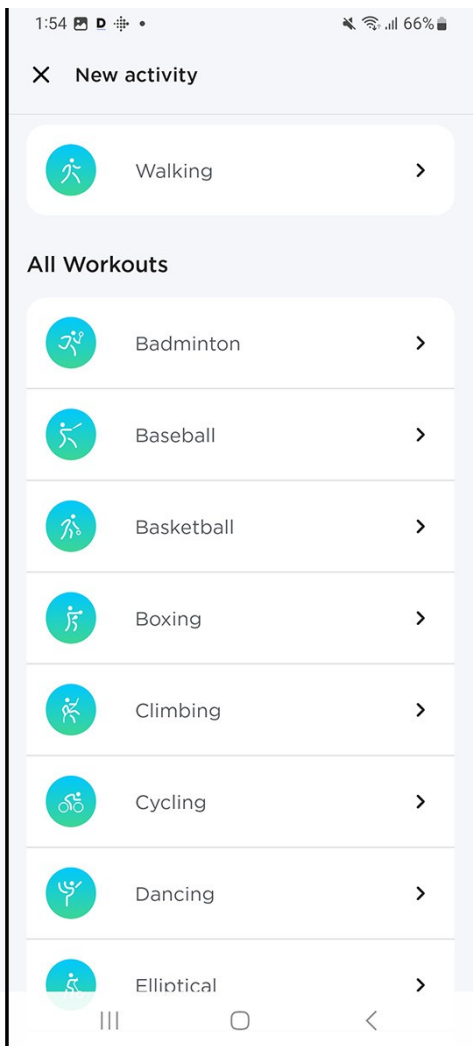 1:54 D 66%
New activity
Walking
All Workouts
Badminton
Baseball
Basketball
Boxing
Climbing
Cycling
Dancing
Elliptical